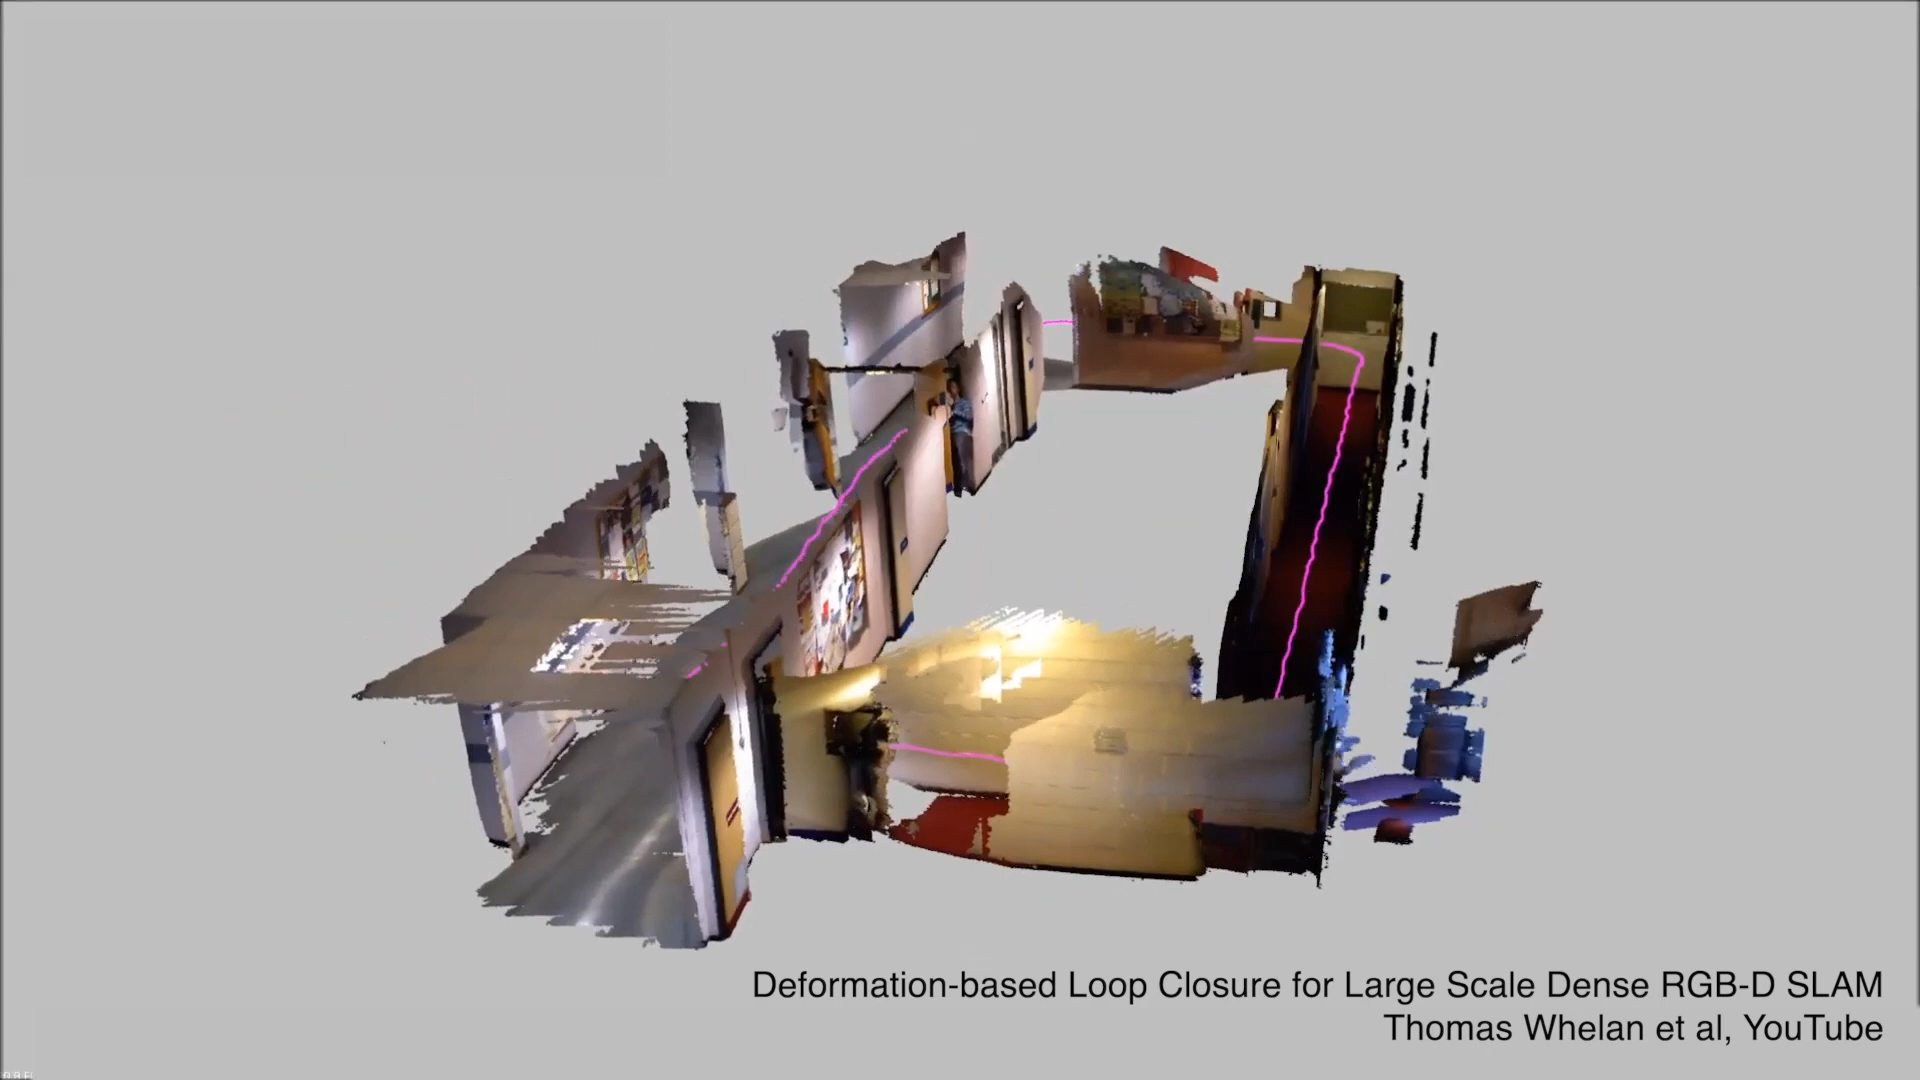 Deformation-based Loop Closure for Large Scale Dense RGB-D SLAM
Thomas Whelan et al, YouTube